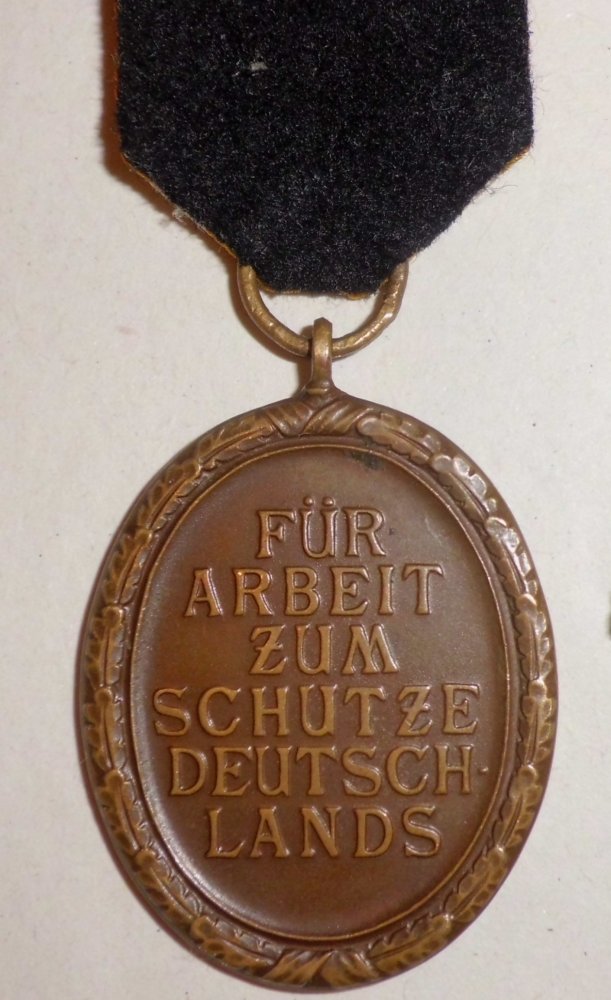 FÜR
ARBEIT
ZUM
SCHUTZE
DEUTSCH-
LANDS